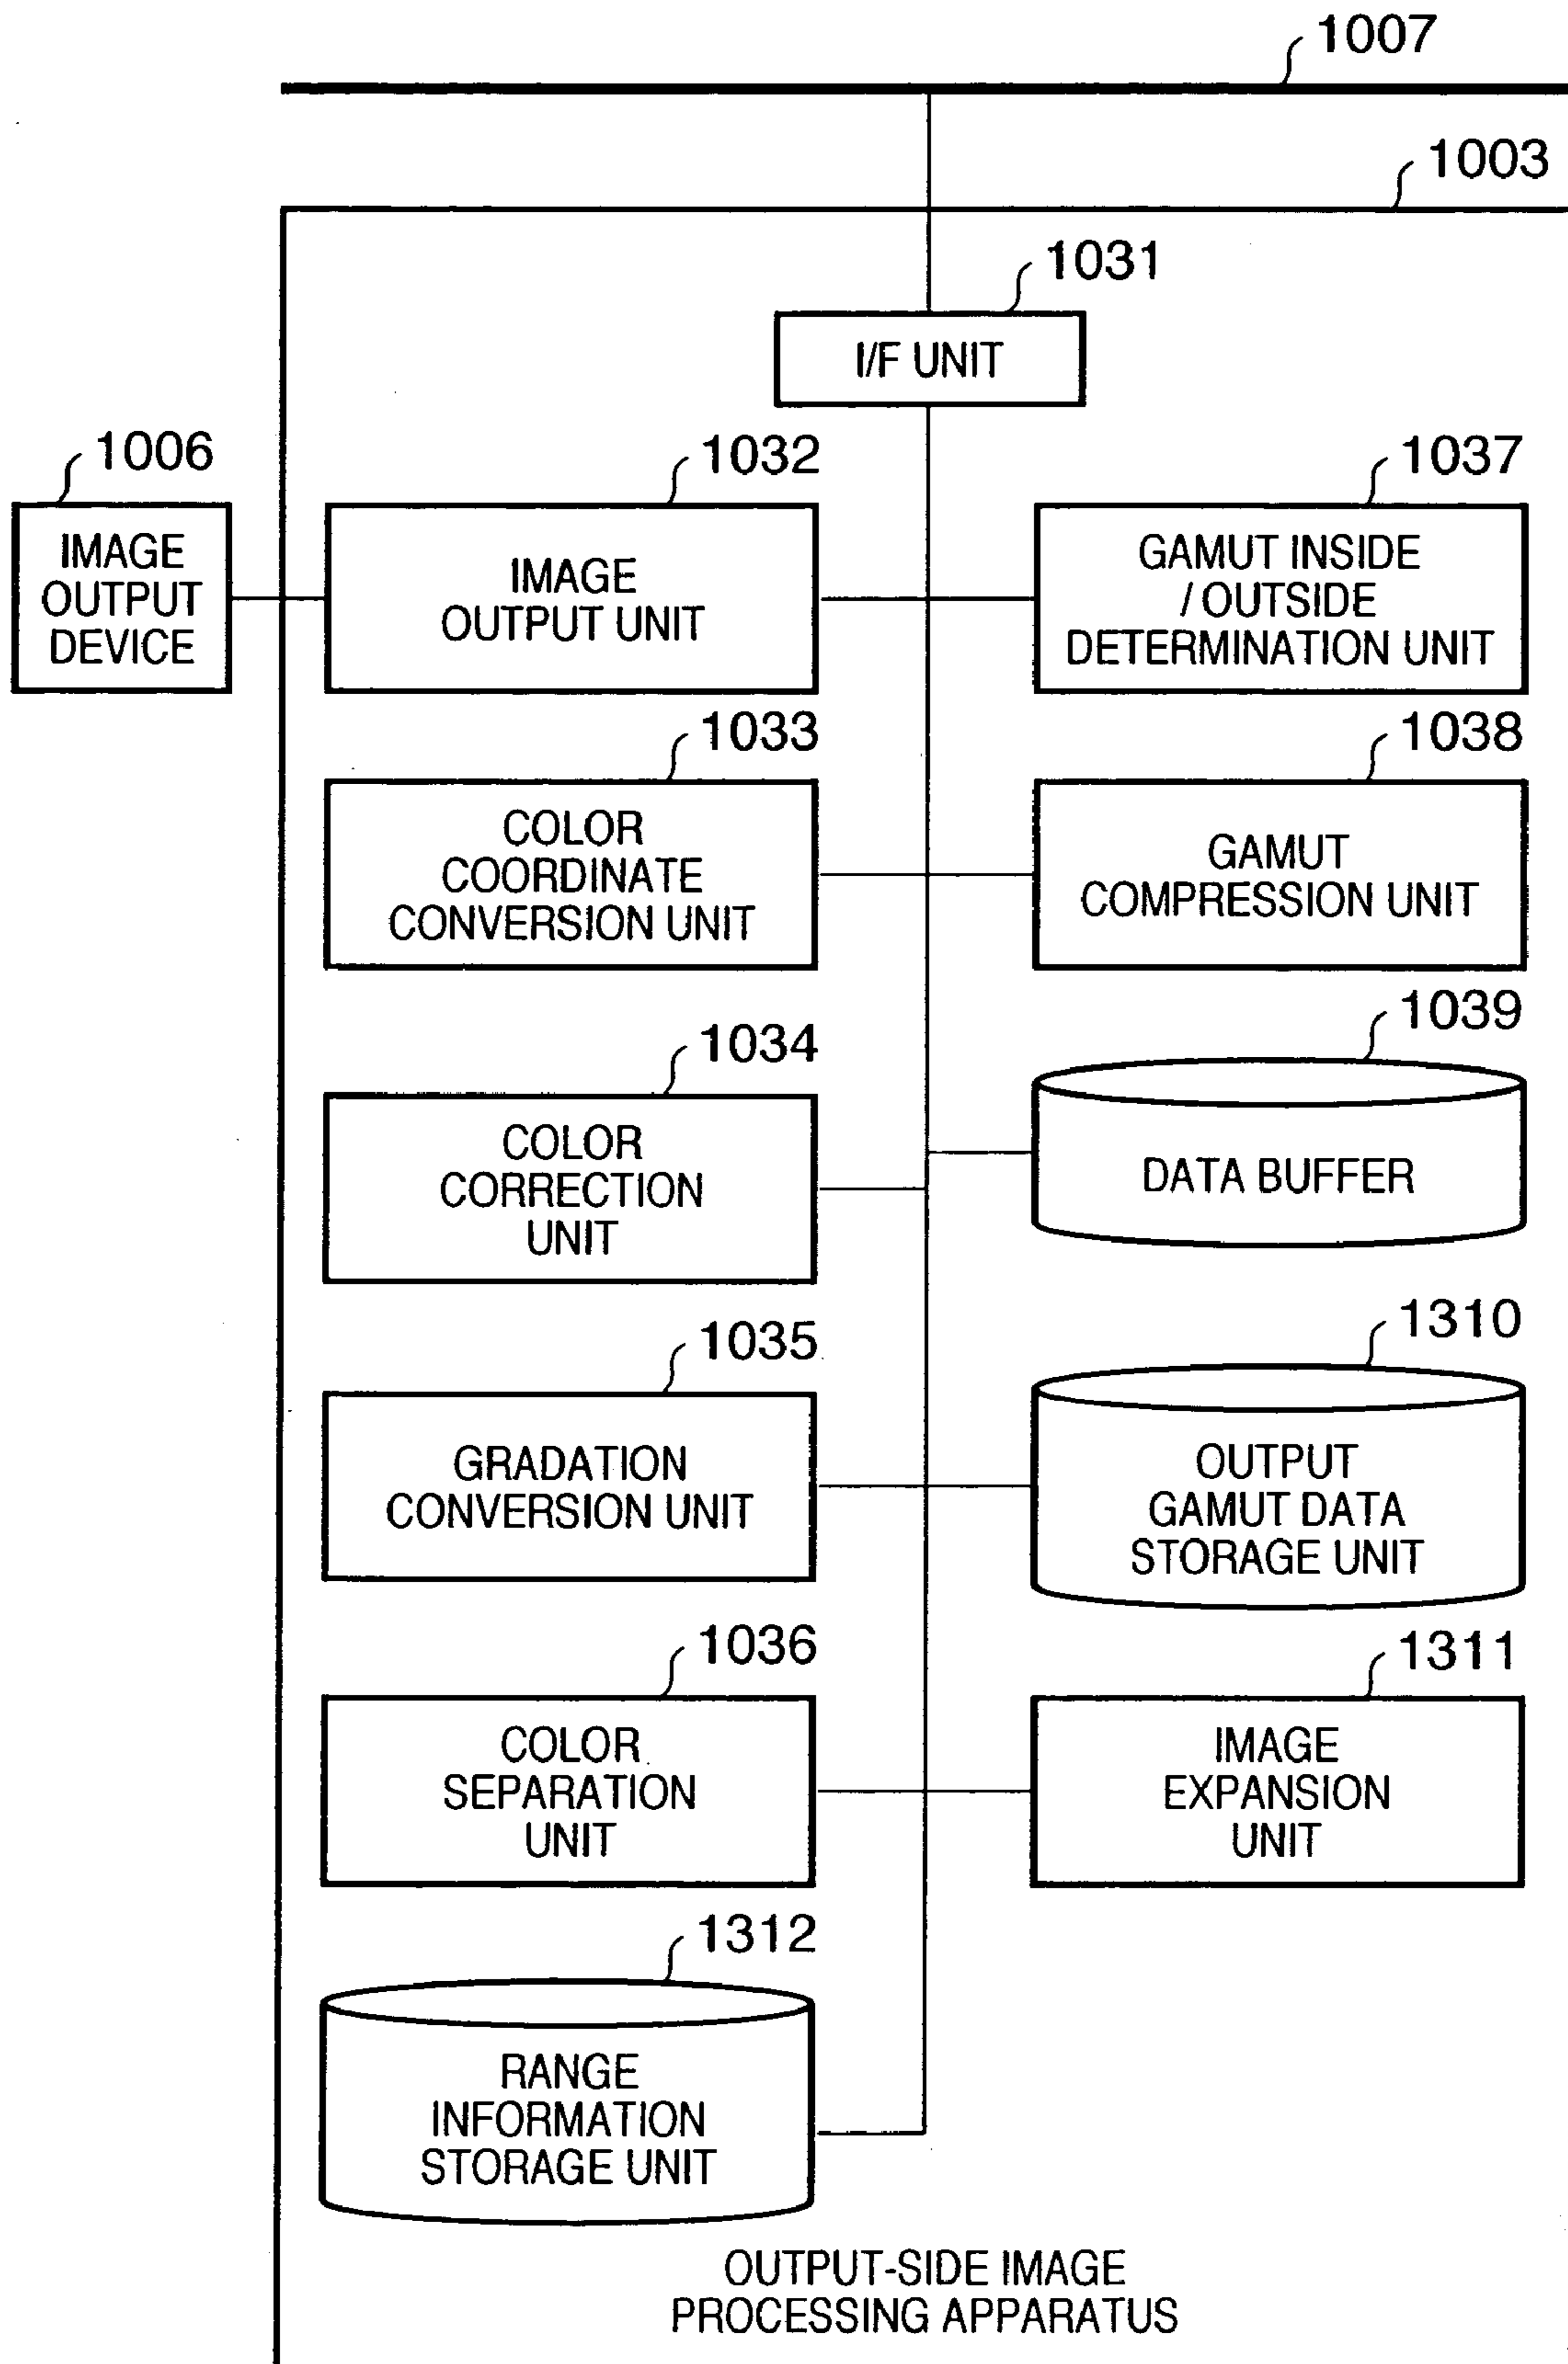 1007
1003
1031
I/F UNIT
1006
IMAGE
OUTPUT
DEVICE
1032
IMAGE
OUTPUT UNIT
1037
GAMUT INSIDE
/ OUTSIDE
DETERMINATION UNIT
1033
COLOR
COORDINATE
CONVERSION UNIT
1038
GAMUT
COMPRESSION UNIT
1034
COLOR
CORRECTION
UNIT
1039
DATA BUFFER
1035
GRADATION
CONVERSION UNIT
1310
OUTPUT
GAMUT DATA
STORAGE UNIT
1036
COLOR
SEPARATION
UNIT
1311
IMAGE
EXPANSION
UNIT
1312
RANGE
INFORMATION
STORAGE UNIT
OUTPUT-SIDE IMAGE
PROCESSING APPARATUS